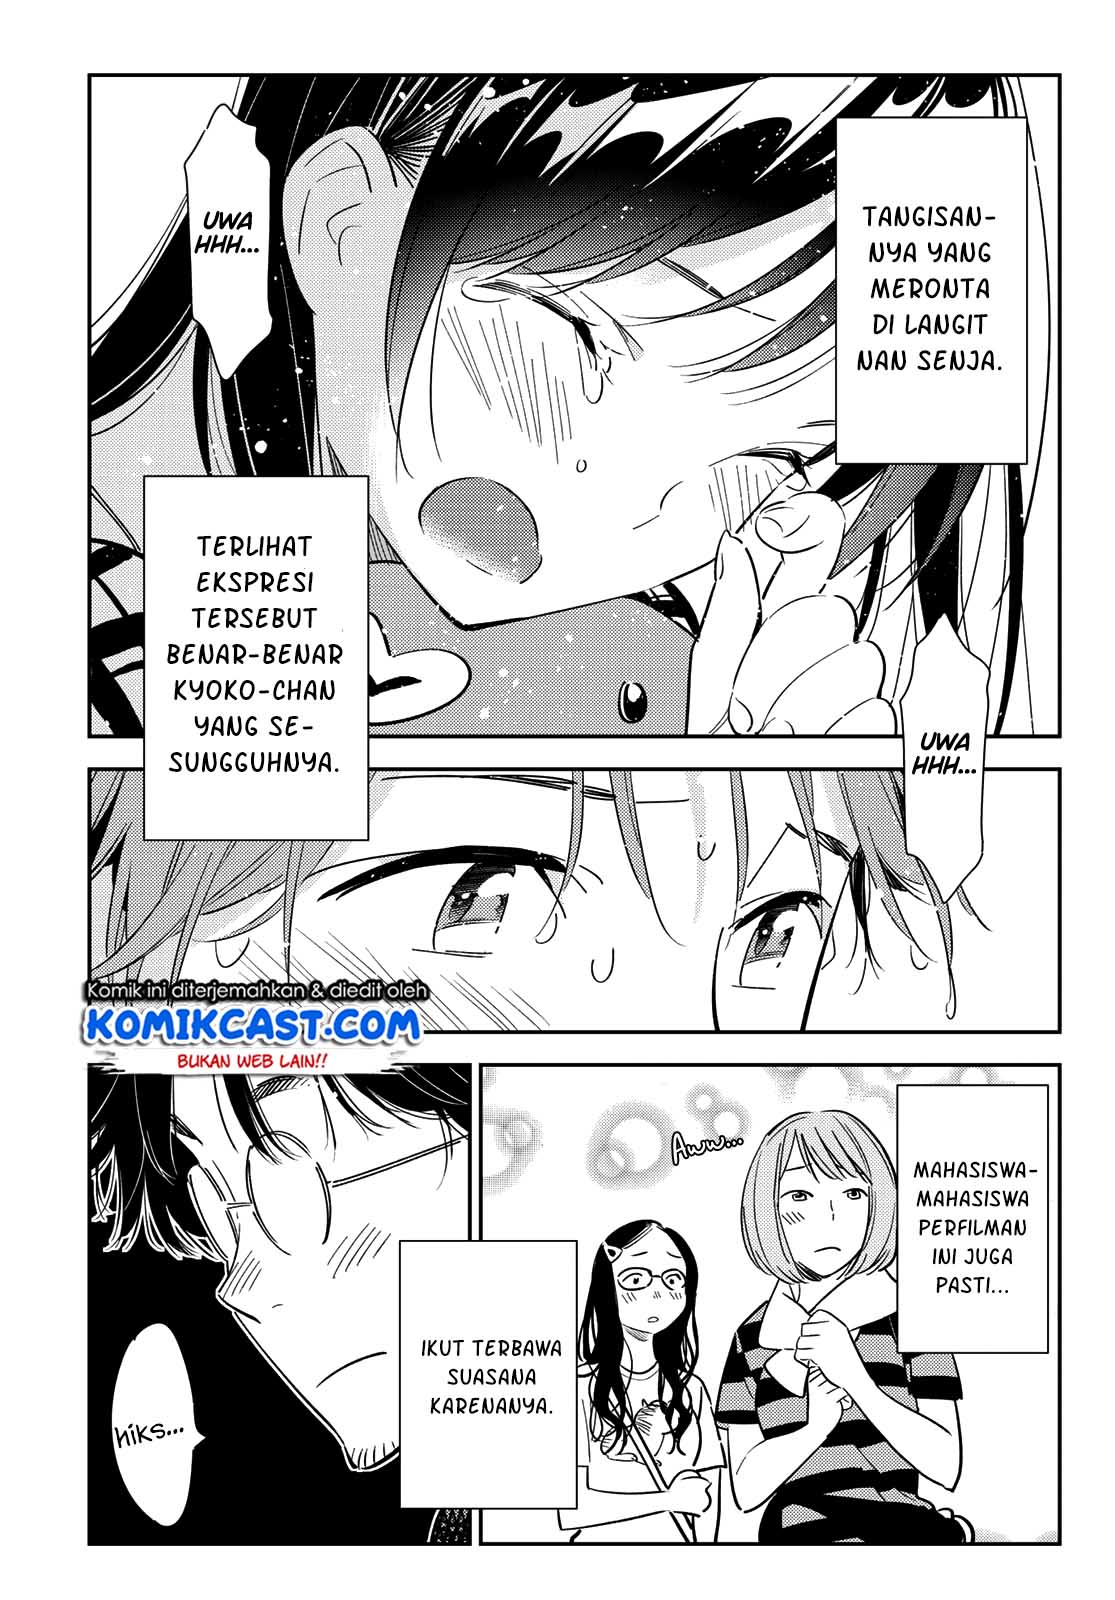 TANGISAN-
NYA YANG
MERONTA
DI LANGIT
NAN SENJA.
UWA
HHH...
TERLIHAT
EKSPRESI
TERSEBUT
BENAR-BENAR
KYOKO-CHAN
YANG SE-
SUNGGUHNYA.
UWA
HHH...
Komik ini diterjemahkan & diedit oleh
KOMIKCAST.COM
BUKAN WEB LAIN!!
Aww...
MAHASISWA-
MAHASISWA
PERFILMAN
INI JUGA
PASTI...
IKUT TERBAWA
SUASANA
KARENANYA.
hiks...